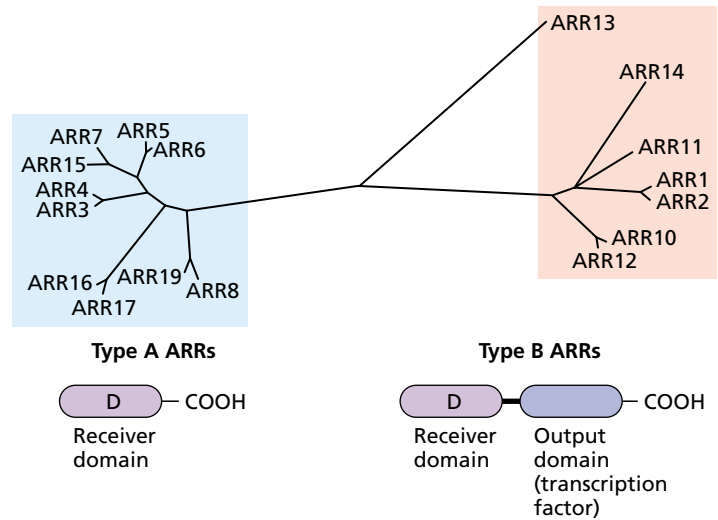 ARR13
ARR14
ARR11
ARR1
ARR2
ARR10
ARR12
ARR7
ARR5
ARR6
ARR15
ARR4
ARR3
ARR16
ARR19
ARR8
ARR17
Type A ARRs
D
COOH
Receiver
domain
Type B ARRs
D
COOH
Receiver
domain
Output
domain
(transcription
factor)